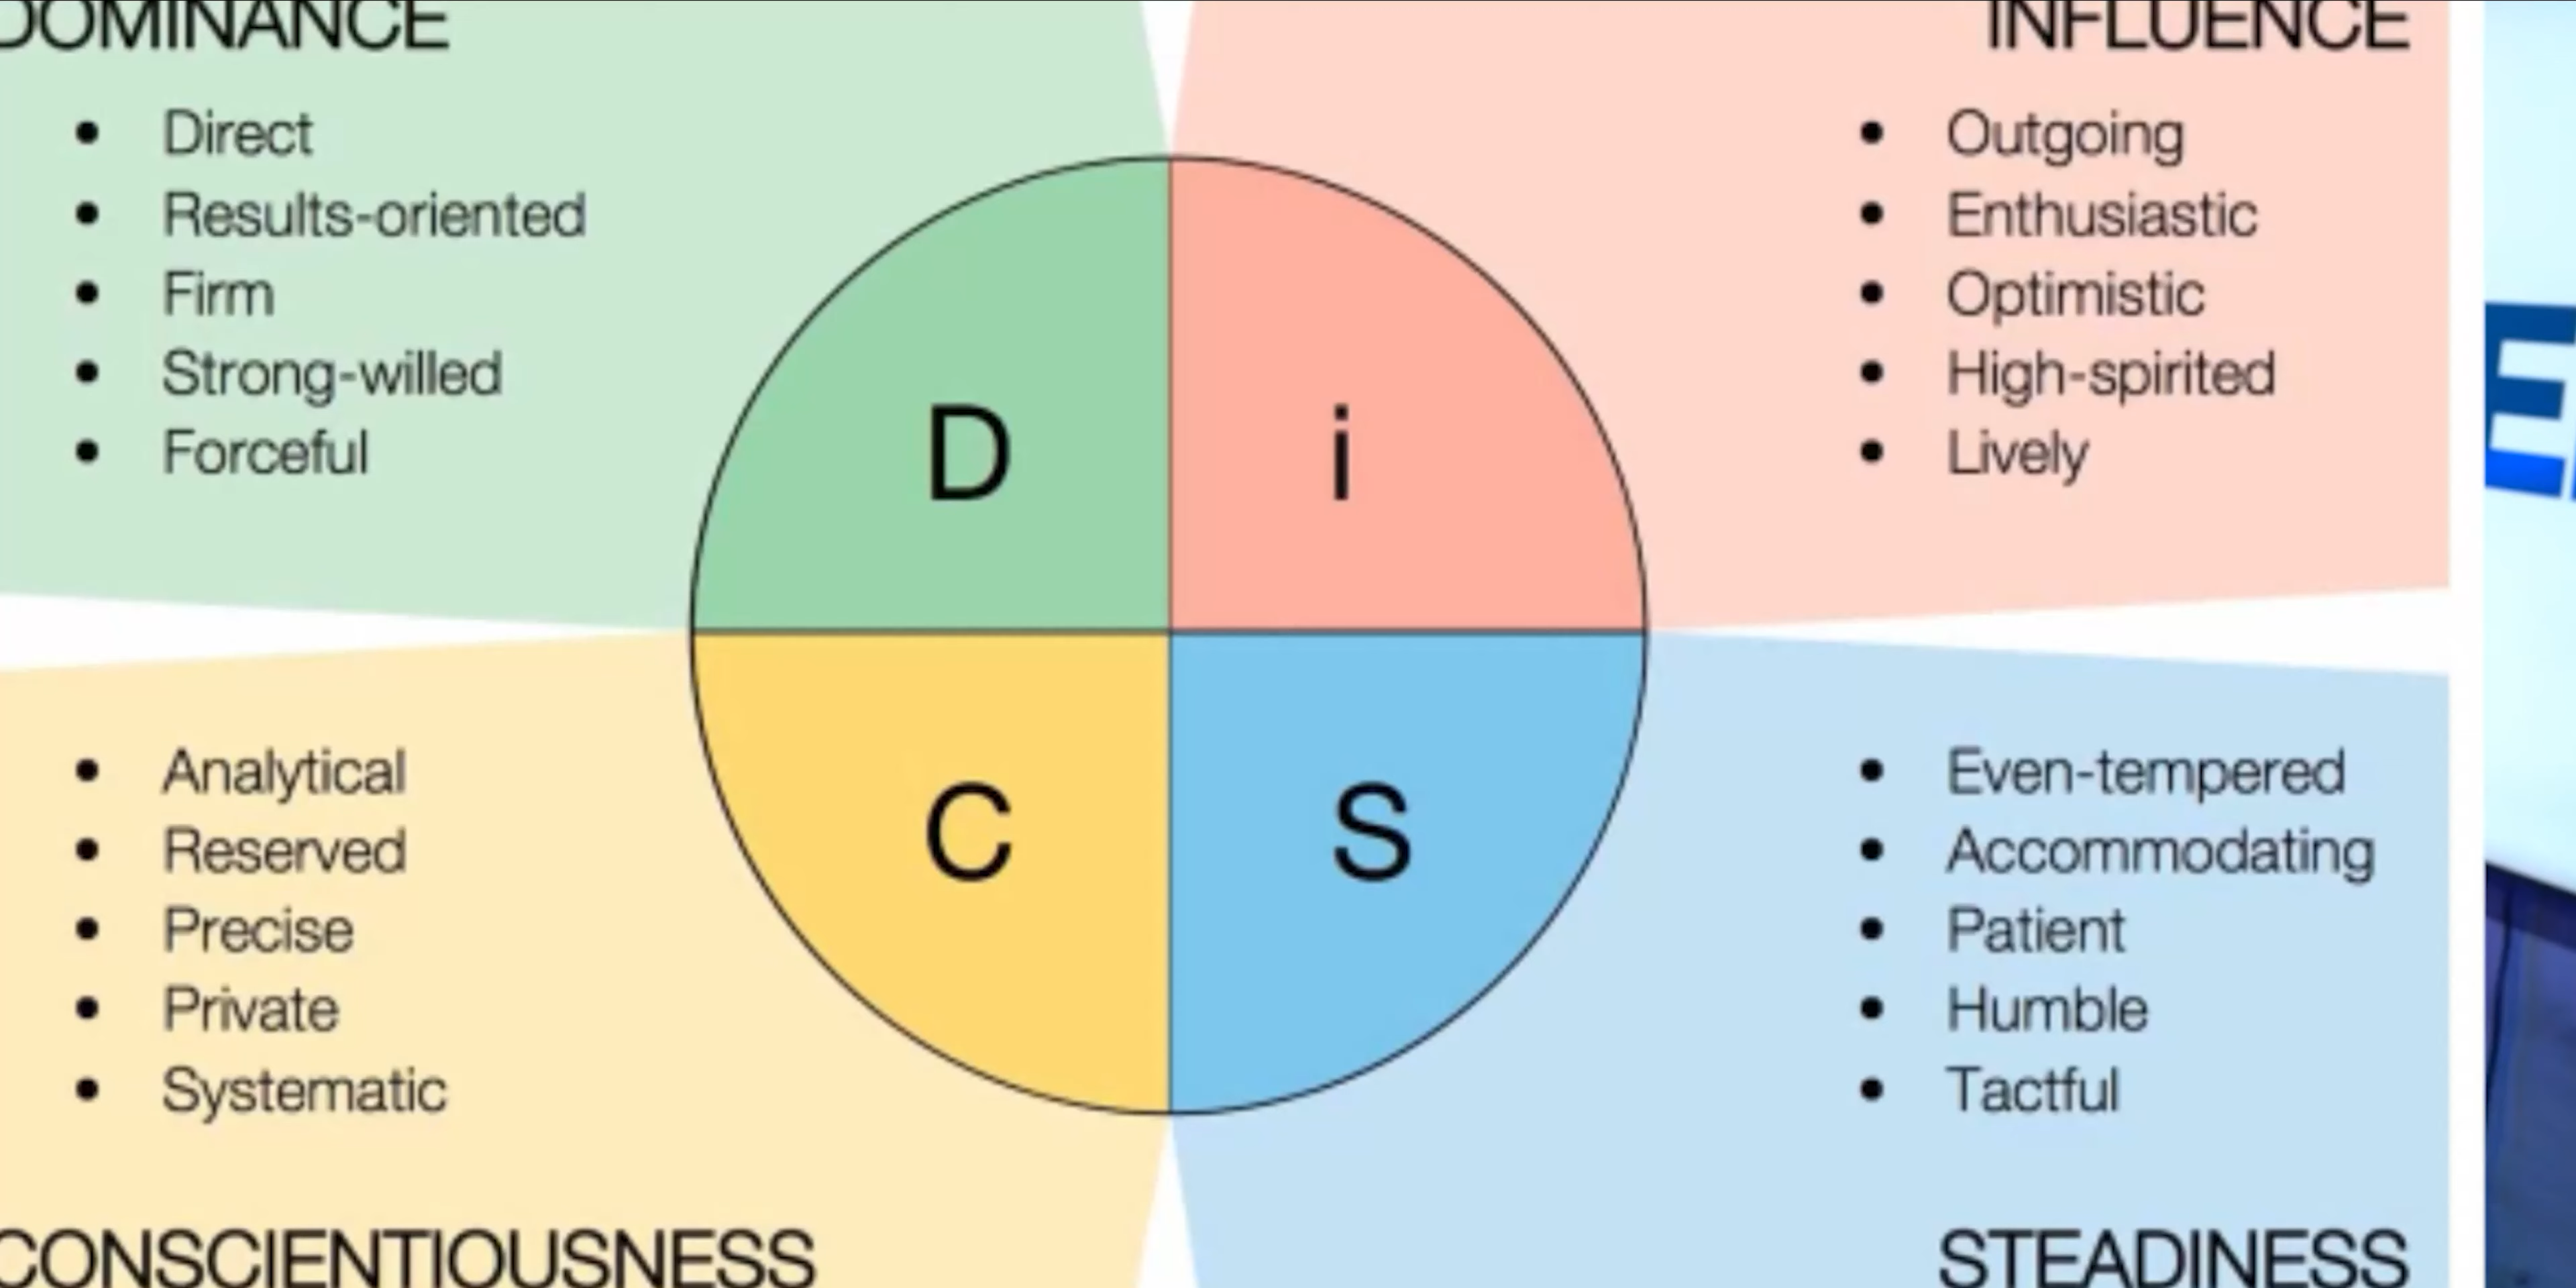 DOMINANCE
• Direct
• Results-oriented
• Firm
• Strong-willed
• Forceful
INFLUENCE
• Outgoing
• Enthusiastic
• Optimistic
• High-spirited
• Lively
D
i
C
S
• Analytical
• Reserved
• Precise
• Private
• Systematic
CONSCIENTIOUSNESS
• Even-tempered
• Accommodating
• Patient
• Humble
• Tactful
STEADINESS
E